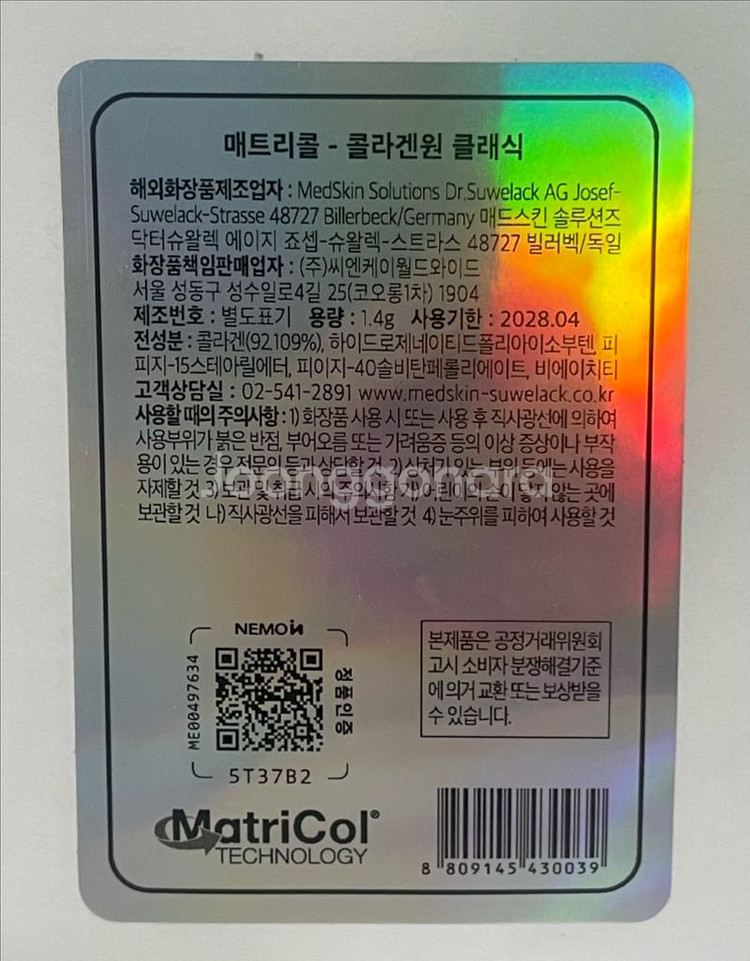 매트리콜 - 콜라겐원 클래식
해외화장품제조업자 : MedSkin Solutions Dr.Suwelack AG Josef-
Suwelack-Strasse 48727 Billerbeck/Germany 매드스킨 솔루션즈
닥터슈왈렉 에이지 죠셉-슈왈렉-스트라스 48727 빌러벡/독일
화장품책임판매업자 : (주)씨엔케이월드와이드
서울 성동구 성수일로4길 25(코오롱1차) 1904
제조번호 : 별도표기 용량 : 1.4g 사용기한 : 2028.04
전성분 : 콜라겐(92.109%), 하이드로제네이티드폴리아이소부텐, 피
피지-15스테아릴에터, 피이지-40솔비탄페롤리에이트, 비에이치티
고객상담실 : 02-541-2891 www.medskin-suwelack.co.kr
사용할 때의 주의사항 : 1) 화장품 사용 시 또는 사용 후 직사광선에 의하여
사용부위가 붉은 반점, 부어오름 또는 가려움증 등의 이상 증상이나 부작
용이 있는 경우 전문의 등과 상담할 것 2) 상처가 있는 부위 등에는 사용을
자제할 것 3) 보관 및 취급 시의 주의사항 가) 어린이의 손이 닿지 않는 곳에
보관할 것 나) 직사광선을 피해서 보관할 것 4) 눈 주위를 피하여 사용할 것
Joonggonara
NEMOIN
ME00497634
정품인증
5T37B2
본제품은 공정거래위원회
고시 소비자 분쟁해결기준
에 의거 교환 또는 보상받을
수 있습니다.
MatriCol®
TECHNOLOGY
8 809145 430039